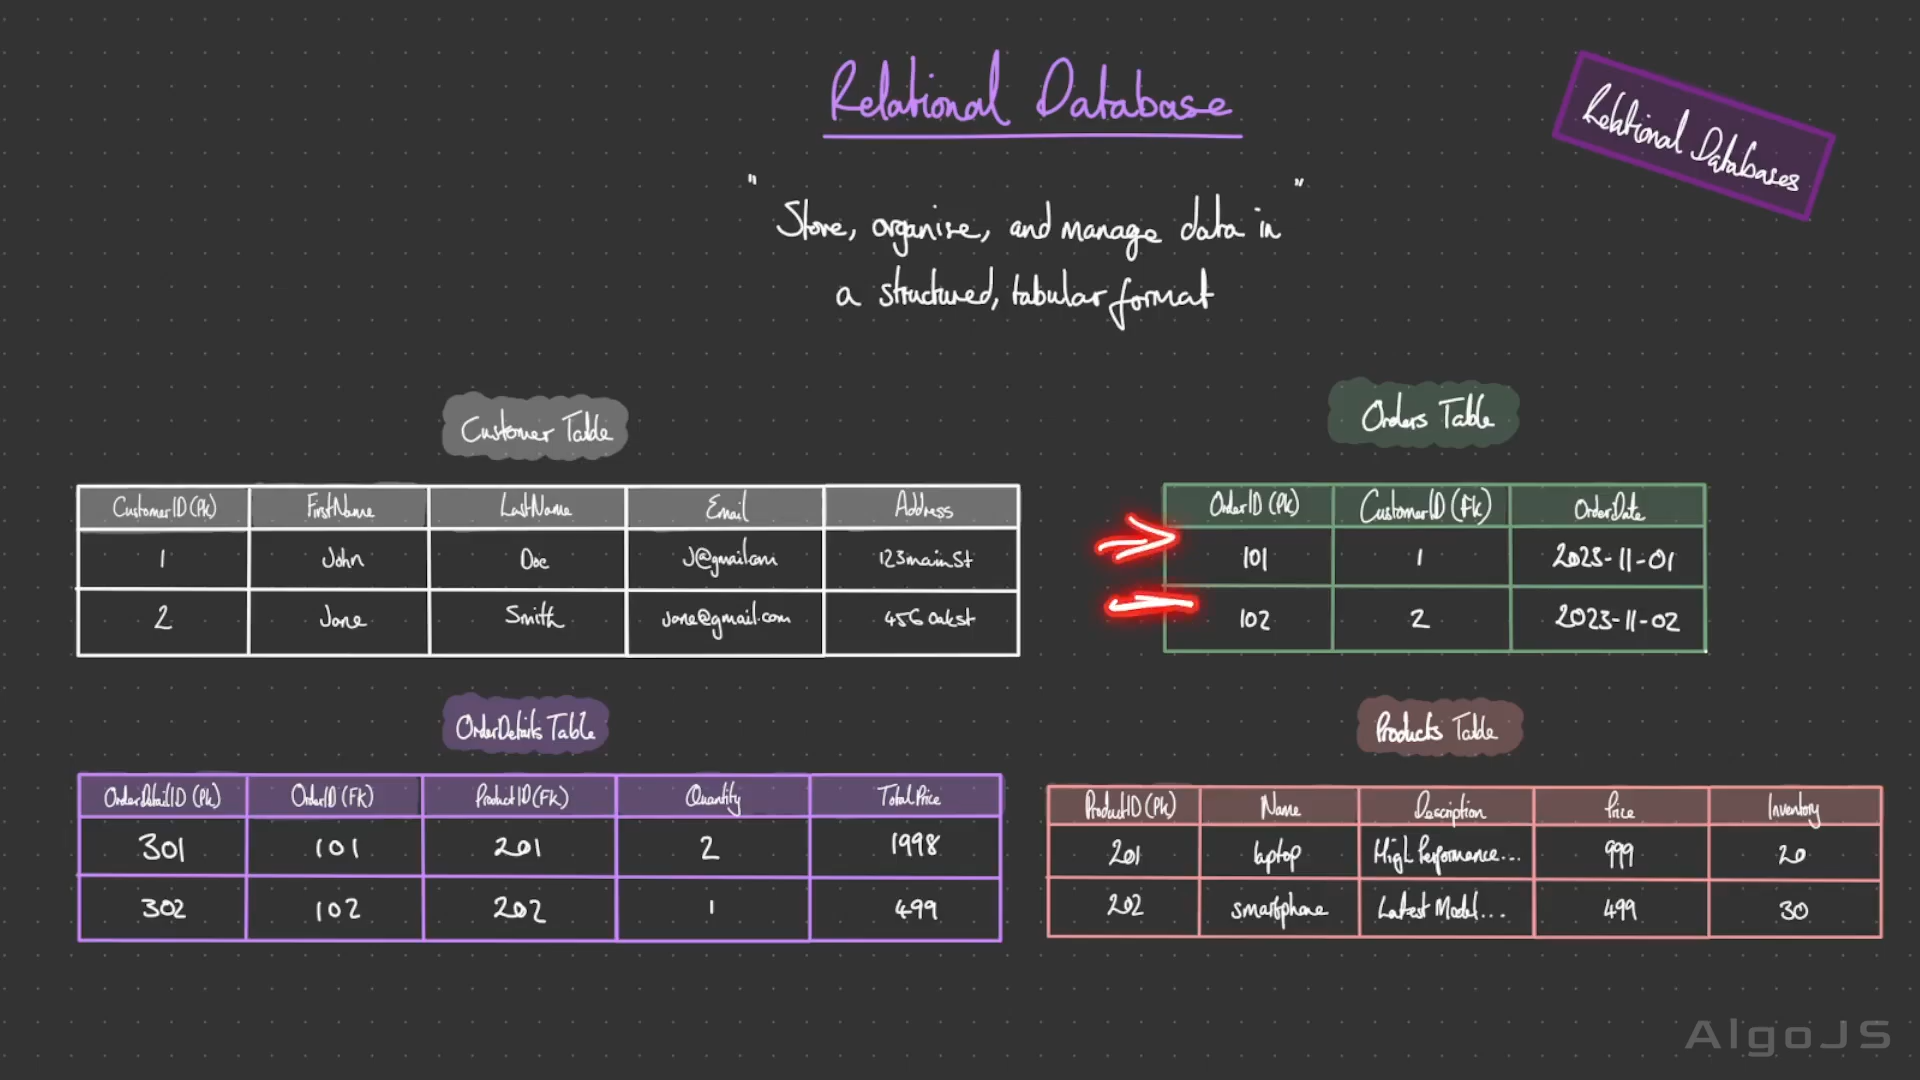 Relational Database
Relational Databases
" Store, organise, and manage data in "
a structured, tabular format
Customer Table
CustomerID (Pk) FirstName LastName Email Address
1 John Doe J@gmail.com 123 main St
2 Jane Smith jane@gmail.com 456 Oak st
Orders Table
OrderID (Pk) CustomerID (Fk) OrderDate
101 1 2023-11-01
102 2 2023-11-02
OrderDetails Table
OrderDetailID (Pk) OrderID (Fk) ProductID (Fk) Quantity Total Price
301 101 201 2 1998
302 102 202 1 499
Products Table
ProductID (Pk) Name Description Price Inventory
201 laptop High Performance... 999 20
202 smartphone Latest Model... 499 30
AlgoJS